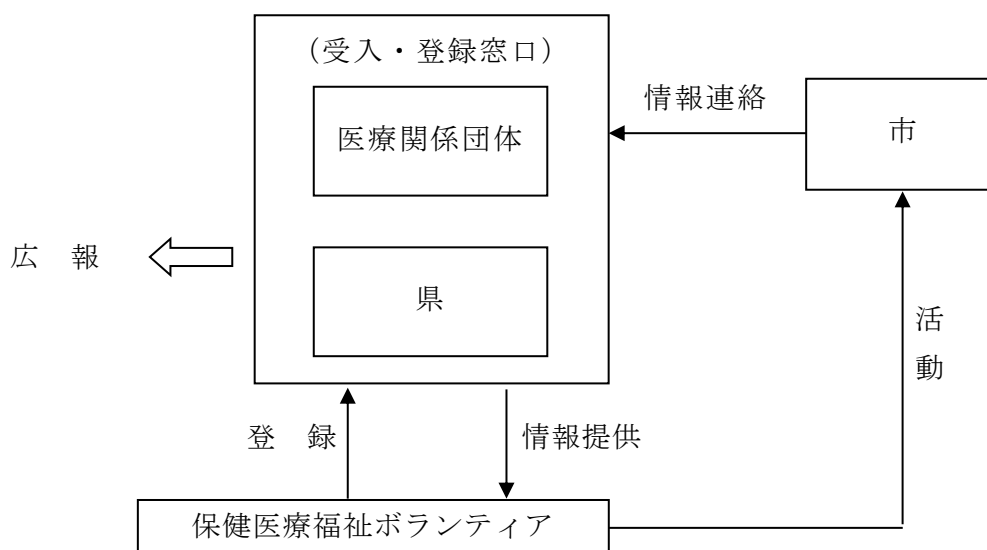 (受入・登録窓口)
医療関係団体
情報連絡
市
広　報
県
活
動
登　録
情報提供
保健医療福祉ボランティア